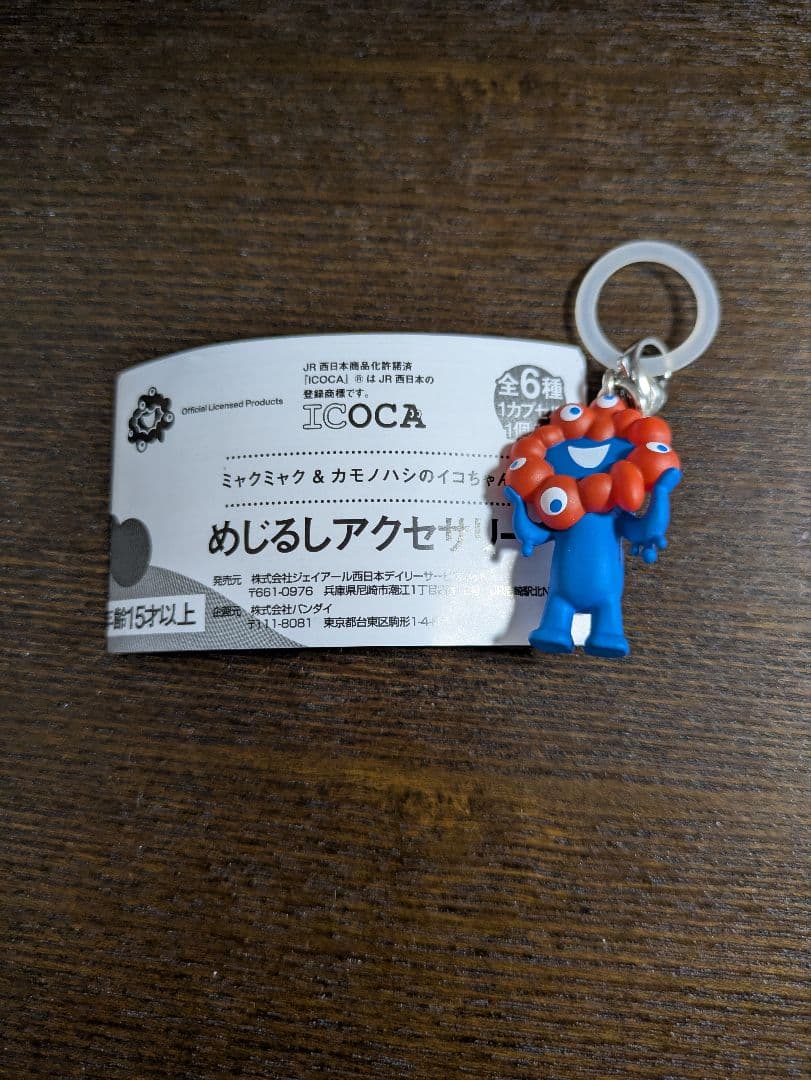 Official Licensed Products
JR西日本商品化許諾済
「ICOCA」®はJR西日本の
登録商標です。
ICOCA
全6種
1カプセ
1個
ミャクミャク & カモノハシのイコちゃん
めじるしアクセサリー
発売元 株式会社ジェイアール西日本デイリーサービ
〒661-0976 兵庫県尼崎市潮江1丁目
企画元 株式会社バンダイ
〒111-8081 東京都台東区駒形1-4-
齢15才以上